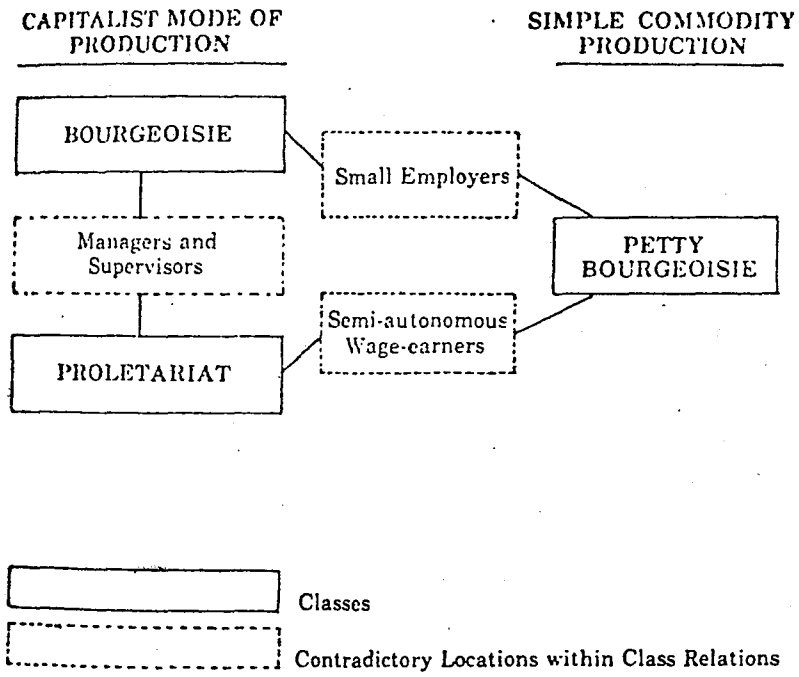 CAPITALIST MODE OF
PRODUCTION
SIMPLE COMMODITY
PRODUCTION
BOURGEOISIE
Small Employers
Managers and
Supervisors
PETTY
BOURGEOISIE
Semi-autonomous
Wage-earners
PROLETARIAT
Classes
Contradictory Locations within Class Relations